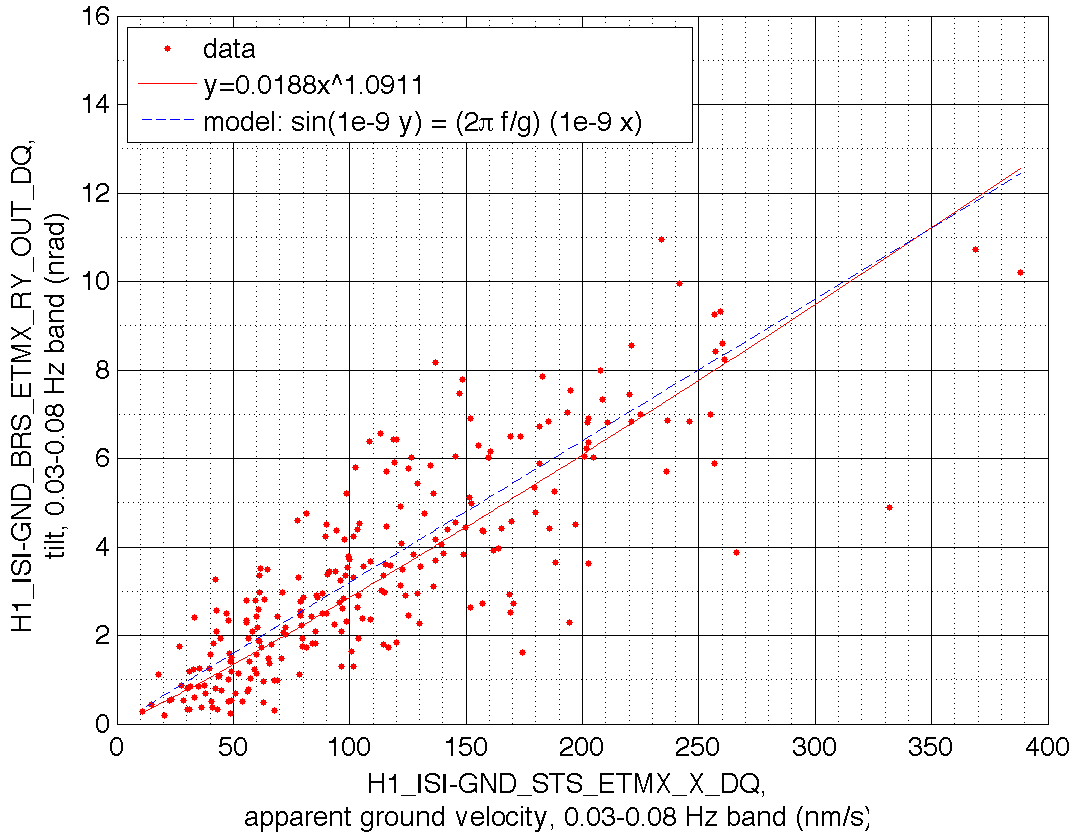 16
14
12
10
8
6
4
2
0
data
y=0.0188x^1.0911
model: sin(1e-9 y) = (2π f/g) (1e-9 x)
H1_ISI-GND_BRS_ETMX_RY_OUT_DQ,
tilt, 0.03-0.08 Hz band (nrad)
0 50 100 150 200 250 300 350 400
H1_ISI-GND_STS_ETMX_X_DQ,
apparent ground velocity, 0.03-0.08 Hz band (nm/s)